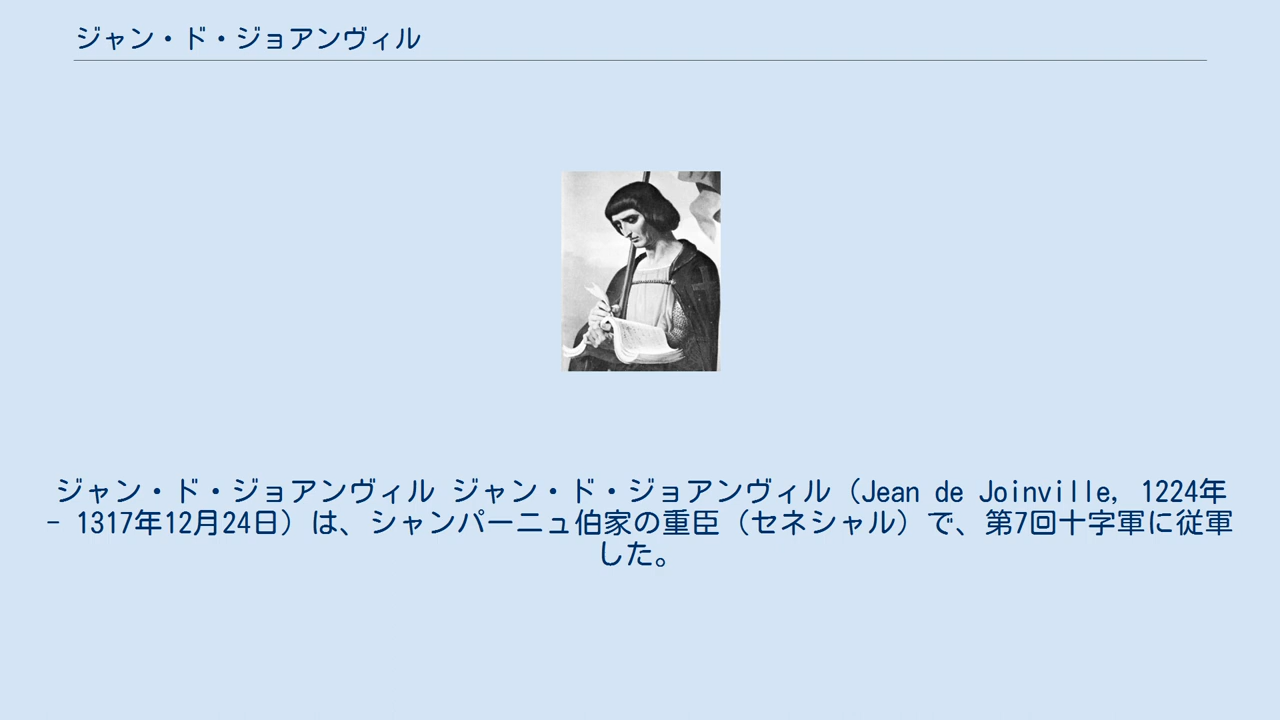 ジャン・ド・ジョアンヴィル
ジャン・ド・ジョアンヴィル ジャン・ド・ジョアンヴィル（Jean de Joinville, 1224年
- 1317年12月24日）は、シャンパーニュ伯家の重臣（セネシャル）で、第7回十字軍に従軍
した。